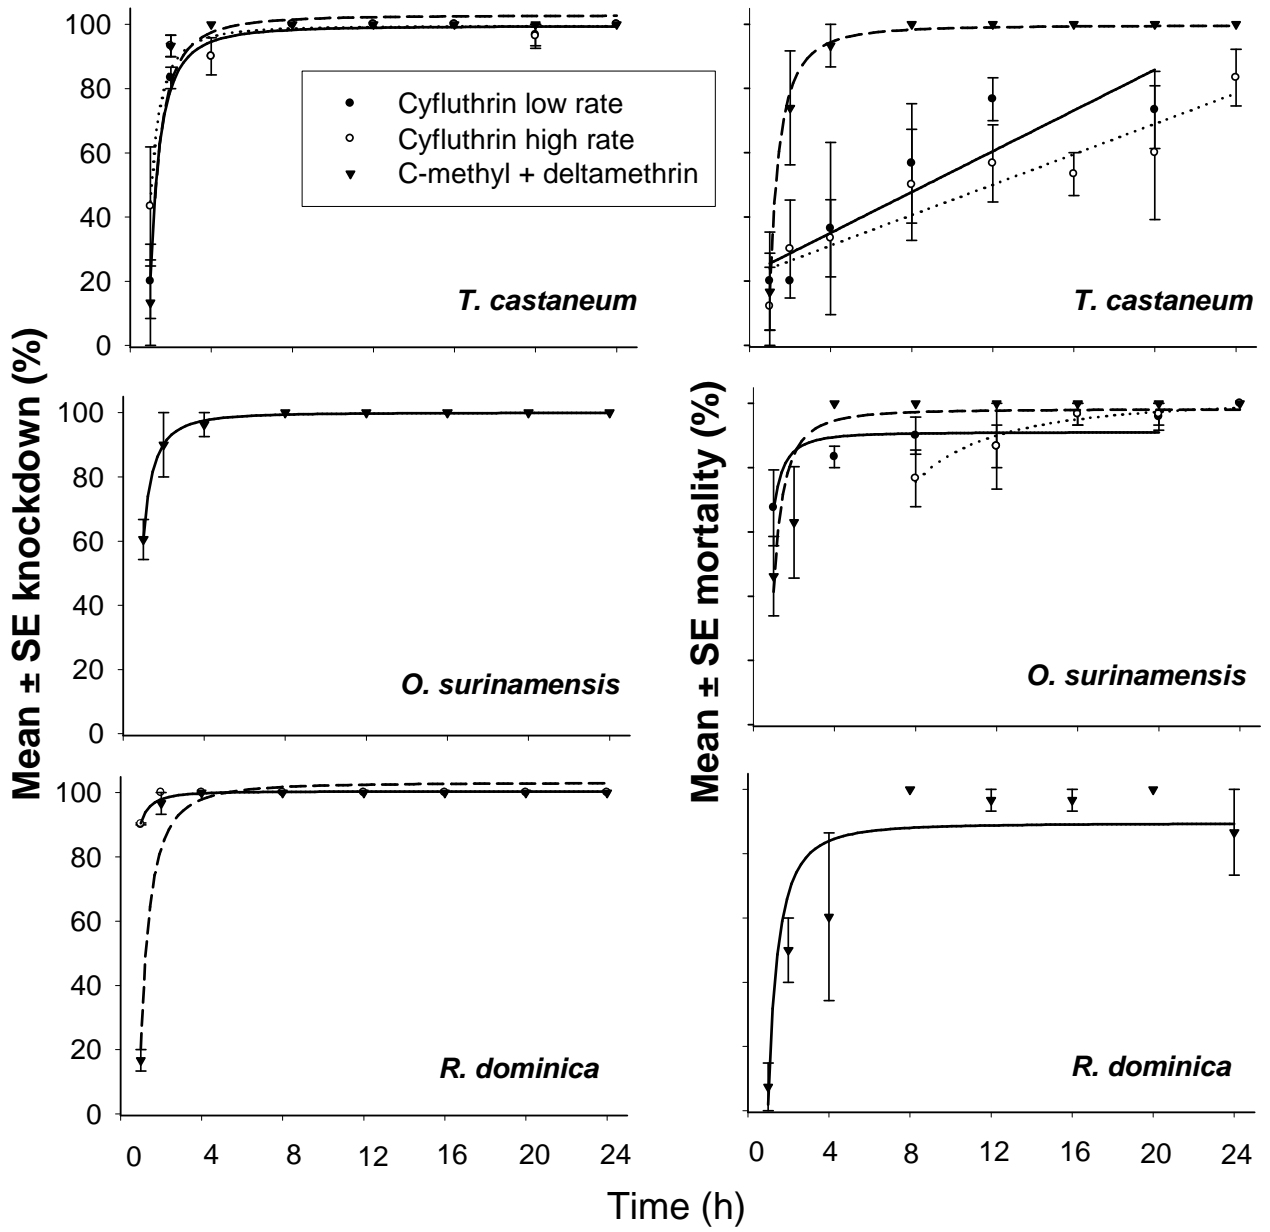 100
80
60
40
20
0
Cyfluthrin low rate
Cyfluthrin high rate
C-methyl + deltamethrin
T. castaneum
T. castaneum
Mean ± SE knockdown (%)
100
80
60
40
20
0
O. surinamensis
Mean ± SE mortality (%)
O. surinamensis
100
80
60
40
20
0
R. dominica
R. dominica
0 4 8 12 16 20 24
0 4 8 12 16 20 24
Time (h)